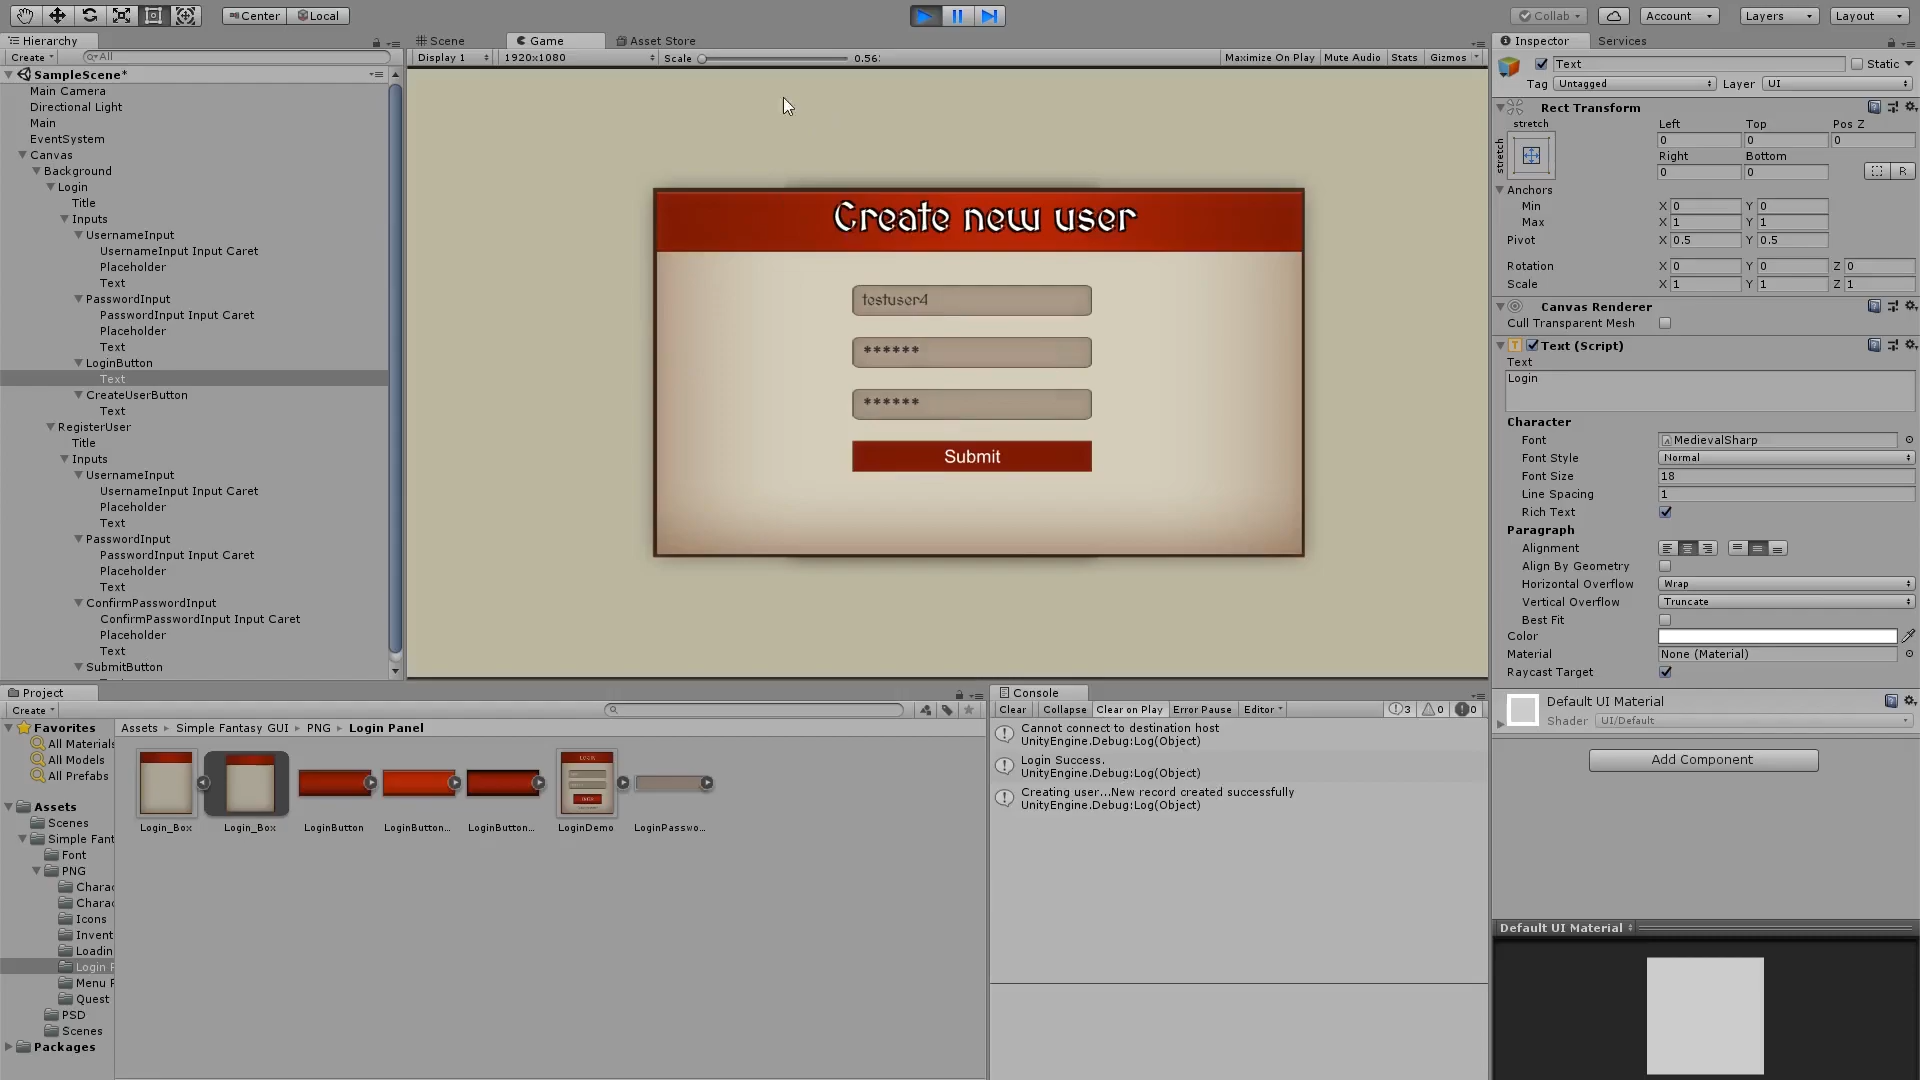 Center
Local
Collab
Account
Layers
Layout
Hierarchy
Create
All
SampleScene*
Main Camera
Directional Light
Main
EventSystem
Canvas
Background
Login
Title
Inputs
UsernameInput
UsernameInput Input Caret
Placeholder
Text
PasswordInput
PasswordInput Input Caret
Placeholder
Text
LoginButton
Text
CreateUserButton
Text
RegisterUser
Title
Inputs
UsernameInput
UsernameInput Input Caret
Placeholder
Text
PasswordInput
PasswordInput Input Caret
Placeholder
Text
ConfirmPasswordInput
ConfirmPasswordInput Input Caret
Placeholder
Text
SubmitButton
Scene
Game
Asset Store
Display 1
1920x1080
Scale
0.56
Maximize On Play
Mute Audio
Stats
Gizmos
Create new user
testuser4
******
******
Submit
Inspector
Services
Text
Static
Tag
Untagged
Layer
UI
Rect Transform
stretch
stretch
Left
Top
Pos Z
0
0
0
Right
Bottom
0
0
R
Anchors
Min
X 0
Y 0
Max
X 1
Y 1
Pivot
X 0.5
Y 0.5
Rotation
X 0
Y 0
Z 0
Scale
X 1
Y 1
Z 1
Canvas Renderer
Cull Transparent Mesh
Text (Script)
Text
Login
Character
Font
MedievalSharp
Font Style
Normal
Font Size
18
Line Spacing
1
Rich Text
Paragraph
Alignment
Align By Geometry
Horizontal Overflow
Wrap
Vertical Overflow
Truncate
Best Fit
Color
Material
None (Material)
Raycast Target
Default UI Material
Shader
UI/Default
Add Component
Default UI Material
Project
Create
Favorites
All Materials
All Models
All Prefabs
Assets
Scenes
Simple Fant
Font
PNG
Charac
Charac
Icons
Invent
Loadin
Login P
Menu P
Quest
PSD
Scenes
Packages
Assets
Simple Fantasy GUI
PNG
Login Panel
Login_Box
Login_Box
LoginButton
LoginButton...
LoginButton...
LoginDemo
LoginPasswo...
Console
Clear
Collapse
Clear on Play
Error Pause
Editor
3
0
0
Cannot connect to destination host
UnityEngine.Debug:Log(Object)
Login Success.
UnityEngine.Debug:Log(Object)
Creating user...New record created successfully
UnityEngine.Debug:Log(Object)